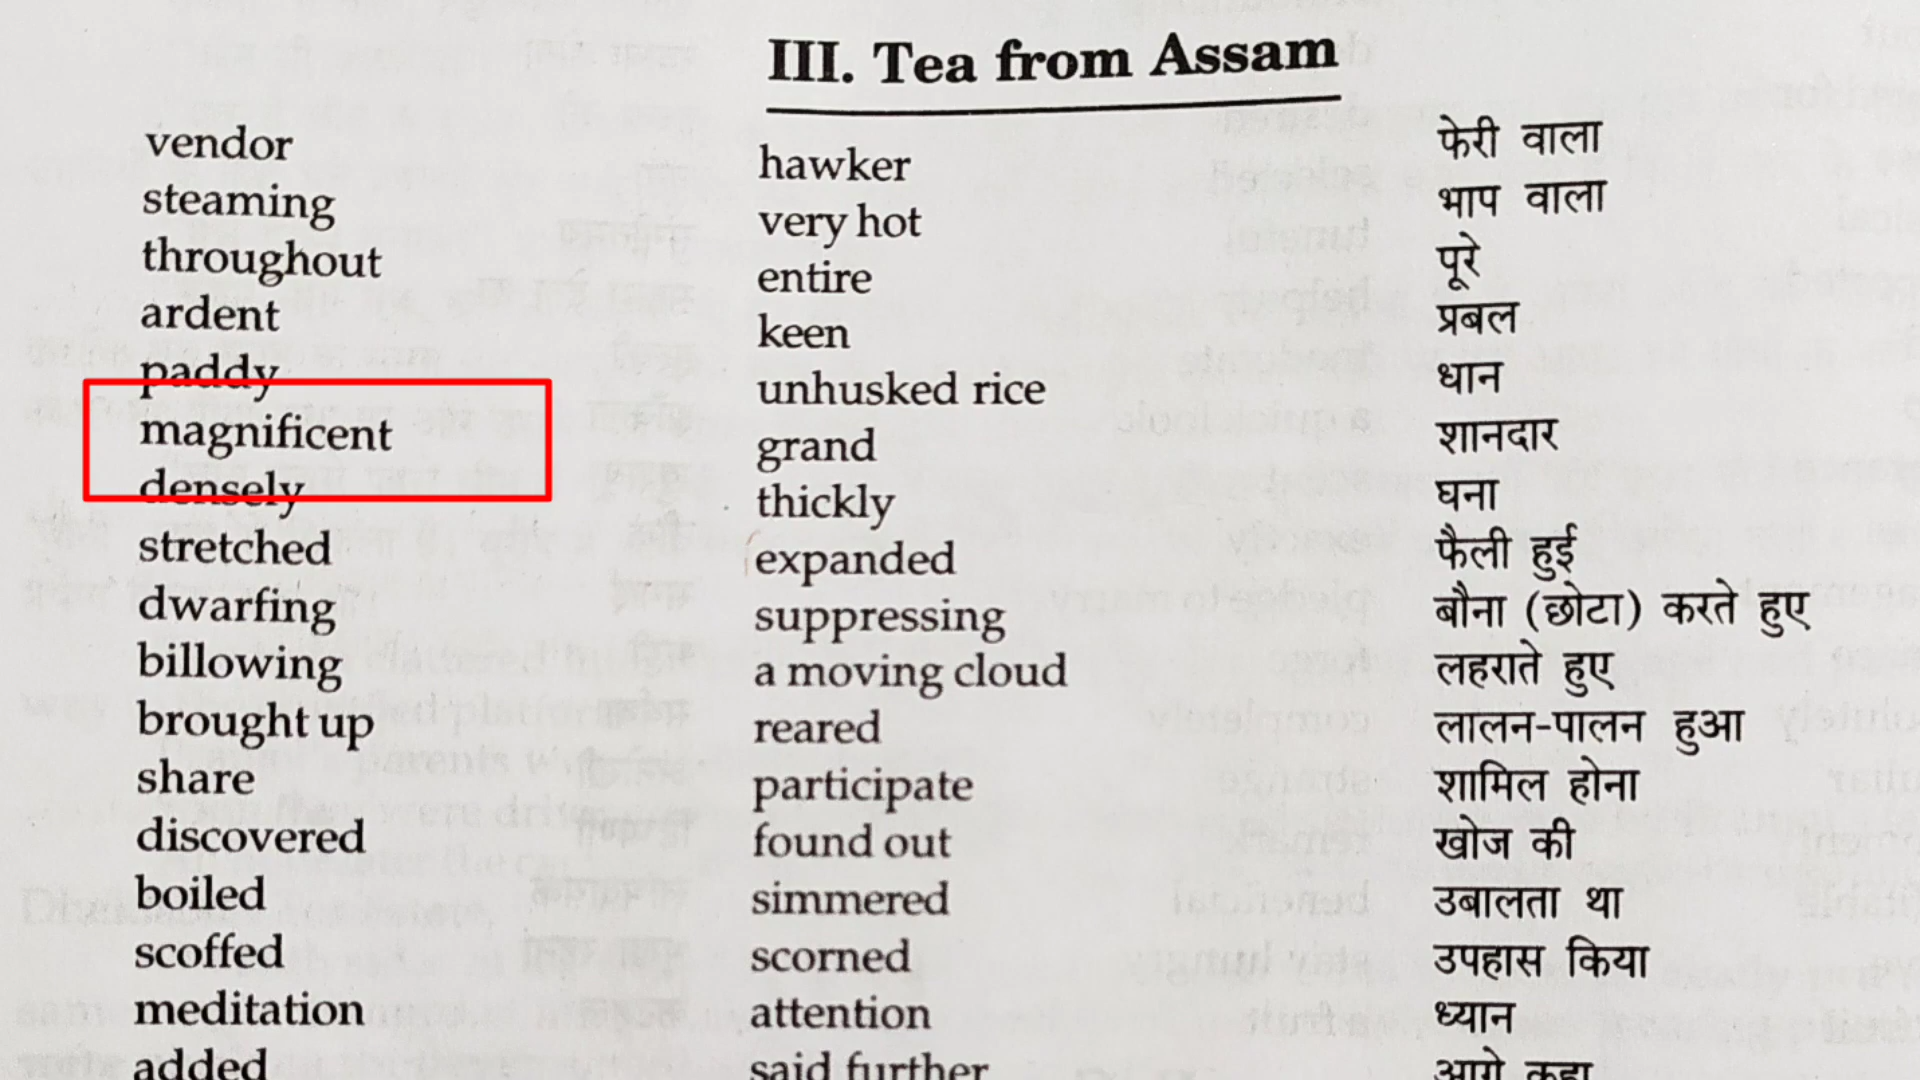 III. Tea from Assam
vendor hawker फेरी वाला
steaming very hot भाप वाला
throughout entire पूरे
ardent keen प्रबल
paddy unhusked rice धान
magnificent grand शानदार
densely thickly घना
stretched expanded फैली हुई
dwarfing suppressing बौना (छोटा) करते हुए
billowing a moving cloud लहराते हुए
brought up reared लालन-पालन हुआ
share participate शामिल होना
discovered found out खोज की
boiled simmered उबालता था
scoffed scorned उपहास किया
meditation attention ध्यान
added said further आगे कहा